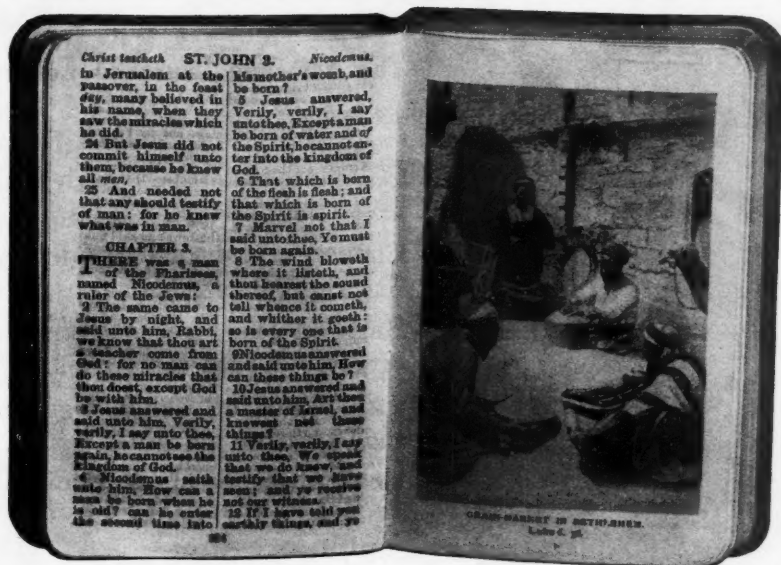 Christ teacheth ST. JOHN 3. Nicodemus.
in Jerusalem at the
passover, in the feast
day, many believed in
his name, when they
saw the miracles which
he did.
24 But Jesus did not
commit himself unto
them, because he knew
all men,
25 And needed not
that any should testify
of man: for he knew
what was in man.
CHAPTER 3.
THERE was a man
of the Pharisees,
named Nicodemus, a
ruler of the Jews:
2 The same came to
Jesus by night, and
said unto him, Rabbi,
we know that thou art
a teacher come from
God: for no man can
do these miracles that
thou doest, except God
be with him.
3 Jesus answered and
said unto him, Verily,
verily, I say unto thee,
Except a man be born
again, he cannot see the
kingdom of God.
4 Nicodemus saith
unto him, How can a
man be born when he
is old? can he enter
the second time into
his mother's womb, and
be born?
5 Jesus answered,
Verily, verily, I say
unto thee, Except a man
be born of water and of
the Spirit, he cannot en-
ter into the kingdom of
God.
6 That which is born
of the flesh is flesh; and
that which is born of
the Spirit is spirit.
7 Marvel not that I
said unto thee, Ye must
be born again.
8 The wind bloweth
where it listeth, and
thou hearest the sound
thereof, but canst not
tell whence it cometh,
and whither it goeth:
so is every one that is
born of the Spirit.
9 Nicodemus answered
and said unto him, How
can these things be?
10 Jesus answered and
said unto him, Art thou
a master of Israel, and
knowest not these
things?
11 Verily, verily, I say
unto thee, We speak
that we do know, and
testify that we have
seen; and ye receive
not our witness.
12 If I have told you
earthly things, and ye
GRAIN-MARKET IN BETHLEHEM.
Luke